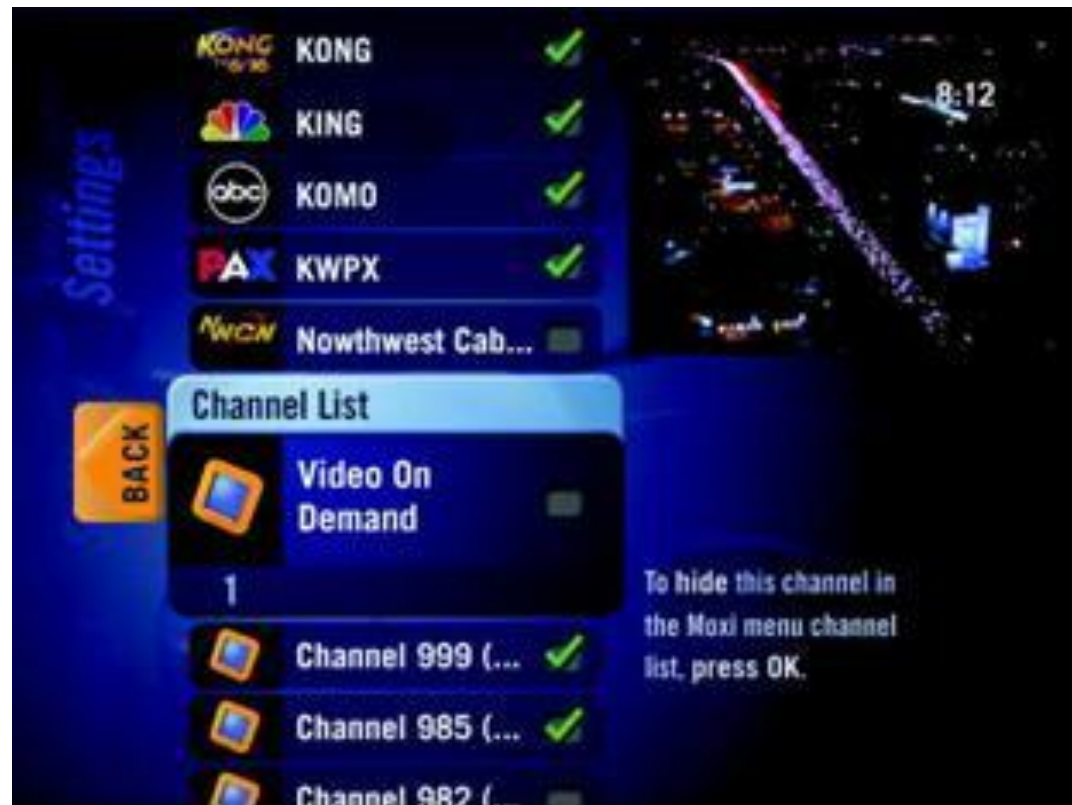 Settings
KONG 6/16
KONG
KING
abc
KOMO
PAX
KWPX
NWCN
Nowthwest Cab...
Channel List
BACK
Video On
Demand
1
Channel 999 (...
Channel 985 (...
Channel 982 (...
8:12
To hide this channel in
the Moxi menu channel
list, press OK.